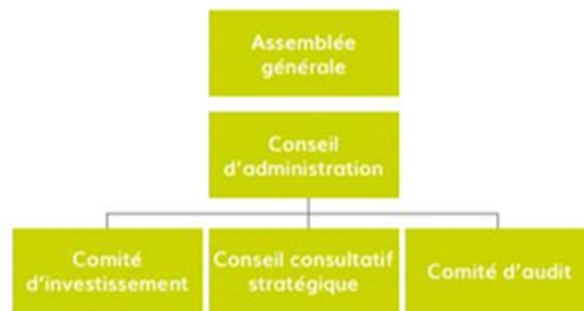 Assemblée
générale
Conseil
d'administration
Comité
d'investissement
Conseil consultatif
stratégique
Comité d'audit